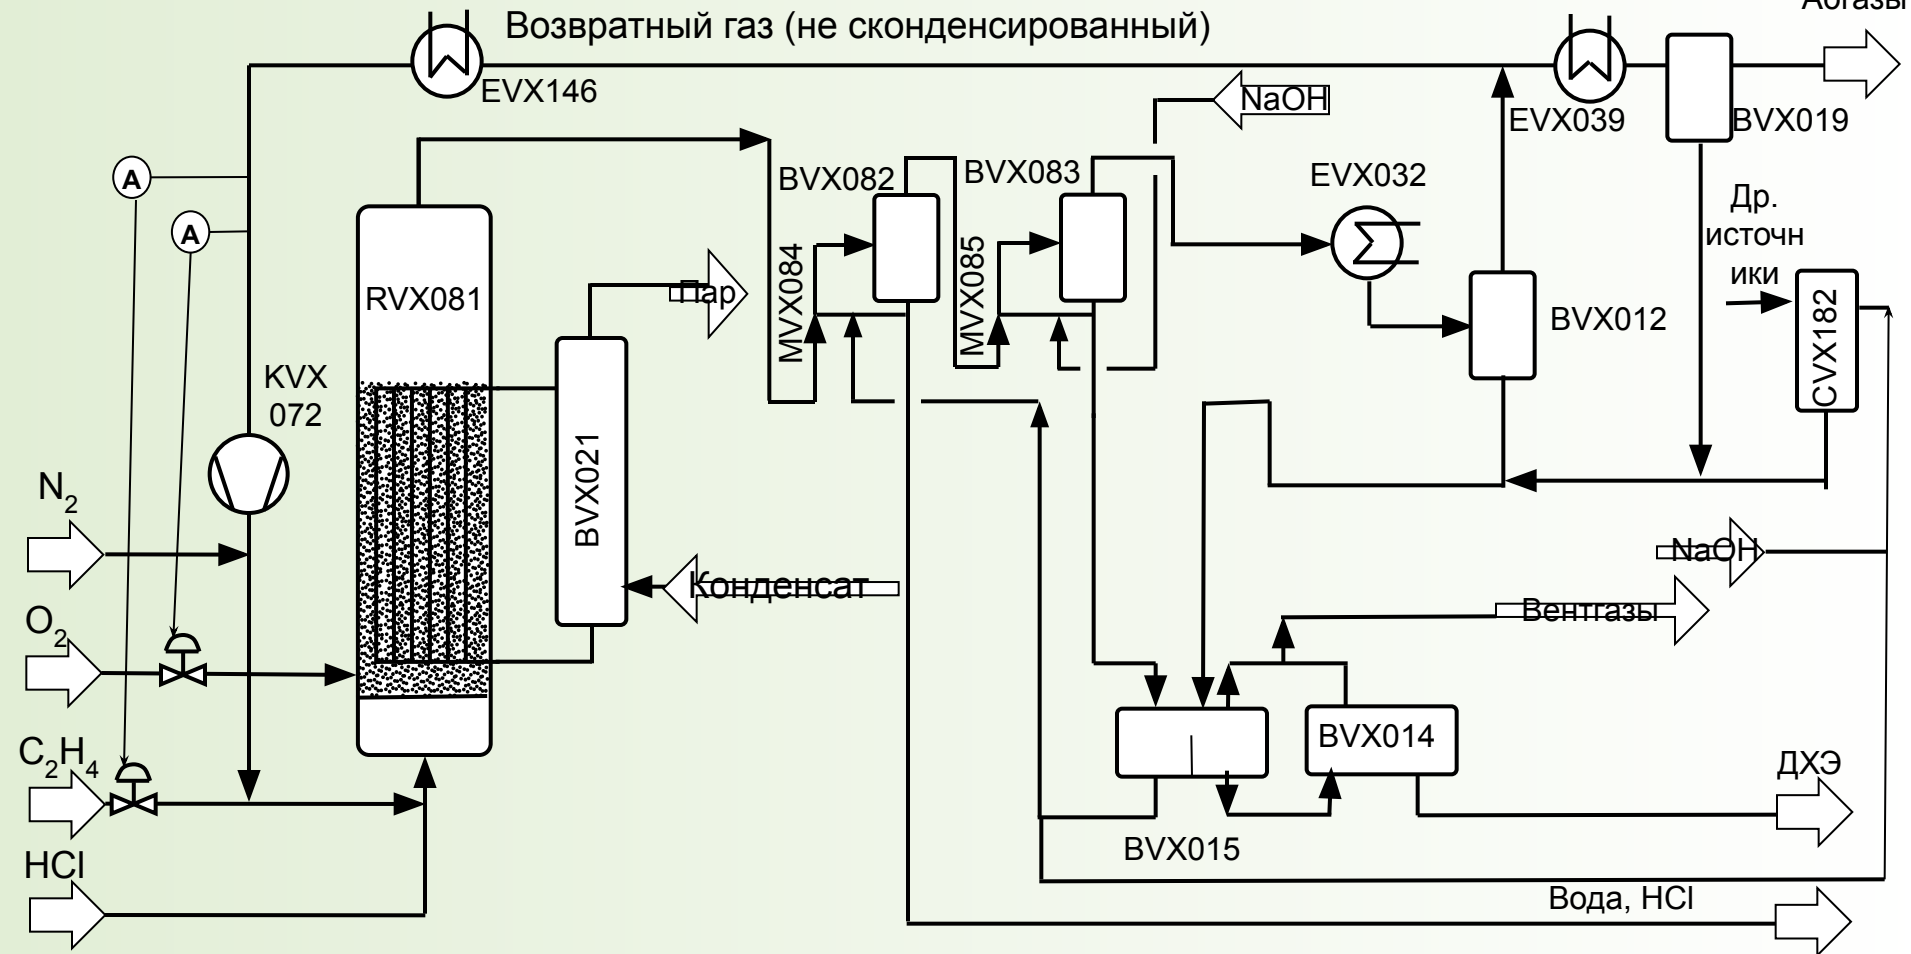 Абгазы
Возвратный газ (не сконденсированный)
EVX146
NaOH
EVX039
BVX019
A
BVX082
BVX083
EVX032
Др.
источн
ики
A
MVX084
MVX085
Пар
RVX081
BVX012
CVX182
KVX
072
BVX021
N2
NaOH
Конденсат
Вентгазы
O2
C2H4
BVX014
ДХЭ
BVX015
HCl
Вода, HCl